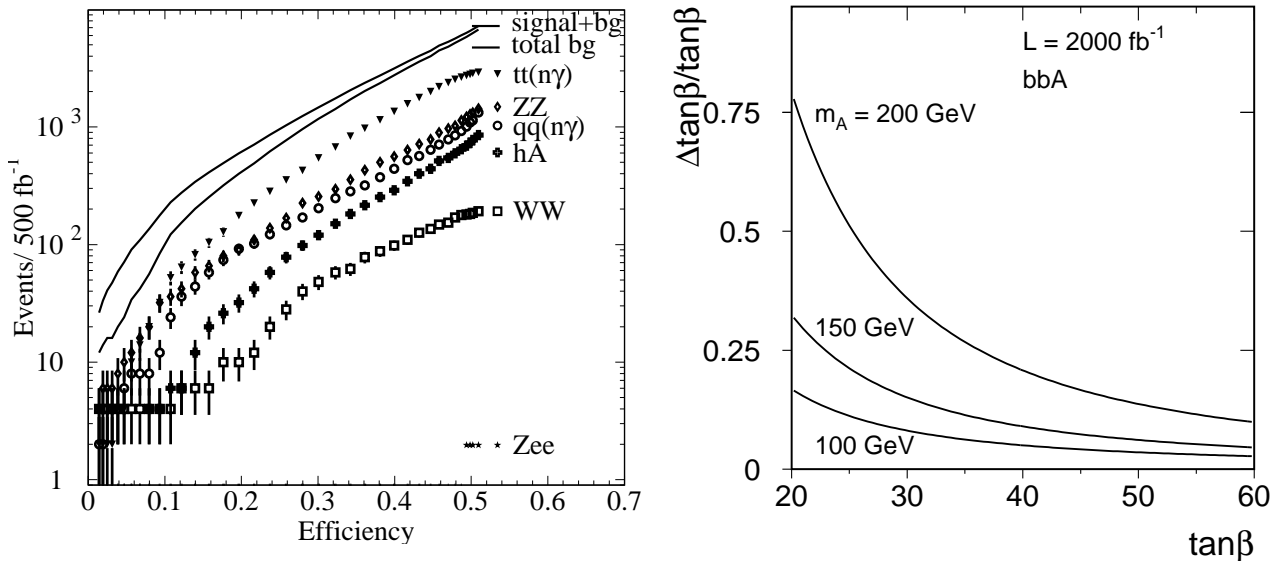 Events/ 500 fb⁻¹
10³
10²
10
1
0
0.1
0.2
0.3
0.4
0.5
0.6
0.7
Efficiency
signal+bg
total bg
tt(nγ)
ZZ
qq(nγ)
hA
WW
Zee
Δtanβ/tanβ
0.75
0.5
0.25
0
20
30
40
50
60
tanβ
L = 2000 fb⁻¹
bbA
m_A = 200 GeV
150 GeV
100 GeV